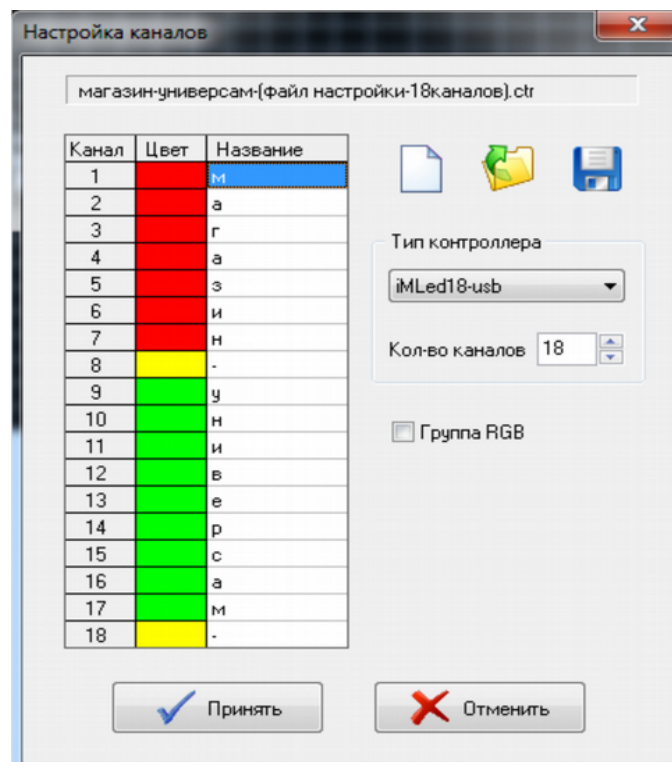 Настройка каналов
магазин-универсам-(файл настройки-18каналов).ctr
Канал Цвет Название
1 м
2 а
3 г
4 а
5 з
6 и
7 н
8 -
9 у
10 н
11 и
12 в
13 е
14 р
15 с
16 а
17 м
18 -
Тип контроллера
iMLed18-usb
Кол-во каналов 18
Группа RGB
Принять Отменить